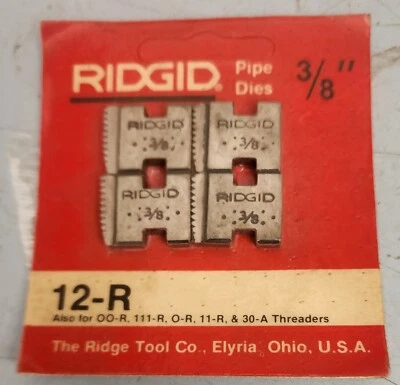 RIDGID® Pipe Dies 3/8"
RIDGID RIDGID
3/8 3/8
RIDGID RIDGID
3/8 3/8
12-R
Also for OO-R, 111-R, O-R, 11-R, & 30-A Threaders
The Ridge Tool Co., Elyria, Ohio, U.S.A.